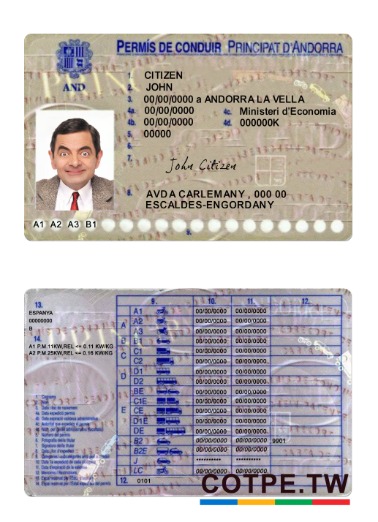 PERMÍS DE CONDUIR PRINCIPAT D'ANDORRA
AND
1. CITIZEN
2. JOHN
3. 00/00/0000 a ANDORRA LA VELLA
4a. 00/00/0000 4c. Ministeri d'Economia
4b. 00/00/0000 4d. 000000K
5. 00000
6.
7.
John Citizen
8. AVDA CARLEMANY , 000 00
ESCALDES-ENGORDANY
A1 A2 A3 B1
9.
13.
ESPANYA
00000000
B
14.
A1 P.M.11KW,REL <= 0.11 KW/KG
A2 P.M.25KW,REL <= 0.16 KW/KG
9. 10. 11. 12.
A A1 00/00/0000 00/00/0000
A2 00/00/0000 00/00/0000
A3 00/00/0000 00/00/0000
B B1 00/00/0000 00/00/0000
C C1 00/00/0000 00/00/0000
C2 00/00/0000 00/00/0000
D D1 00/00/0000 00/00/0000
D2 00/00/0000 00/00/0000
E BE 00/00/0000 00/00/0000
C1E 00/00/0000 00/00/0000
CE 00/00/0000 00/00/0000
D1E 00/00/0000 00/00/0000
DE 00/00/0000 00/00/0000
B2 00/00/0000 00/00/0000 9901
B2E 00/00/0000 00/00/0000
J ********** **********
LC
12. 0101
COTPE.TW